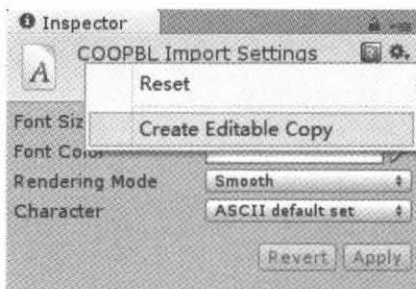 Inspector
COOPBL Import Settings
Reset
Font Siz
Create Editable Copy
Font Color
Rendering Mode Smooth
Character ASCII default set
Revert Apply